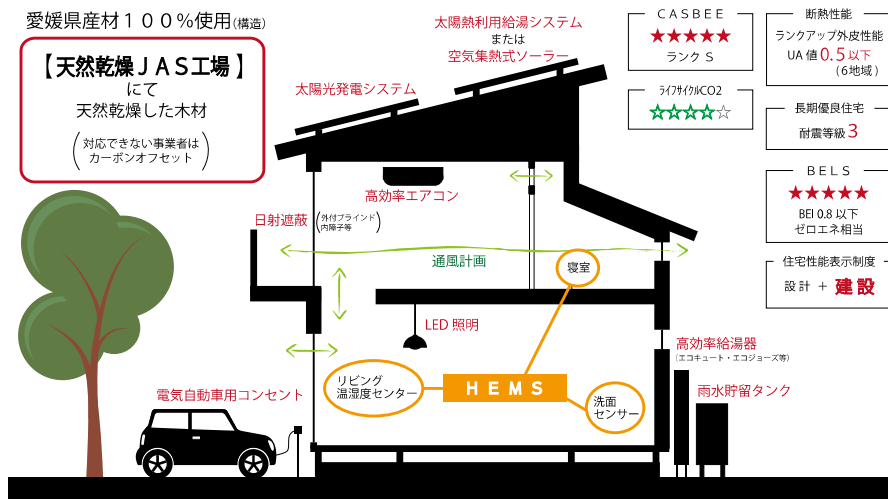 愛媛県産材１００％使用(構造)
【 天然乾燥ＪＡＳ工場 】
にて
天然乾燥した木材
(対応できない事業者は
カーボンオフセット)
太陽熱利用給湯システム
または
空気集熱式ソーラー
太陽光発電システム
高効率エアコン
日射遮蔽
(外付ブラインド
内障子等)
通風計画
寝室
LED 照明
リビング
温湿度センター
ＨＥＭＳ
洗面
センサー
電気自動車用コンセント
高効率給湯器
(エコキュート・エコジョーズ等)
雨水貯留タンク
CASBEE
★★★★★
ランク S
ﾗｲﾌｻｲｸﾙCO2
☆☆☆☆☆
断熱性能
ランクアップ外皮性能
UA 値 0.5 以下
(6地域)
長期優良住宅
耐震等級 3
BELS
★★★★★
BEI 0.8 以下
ゼロエネ相当
住宅性能表示制度
設計 ＋ 建設